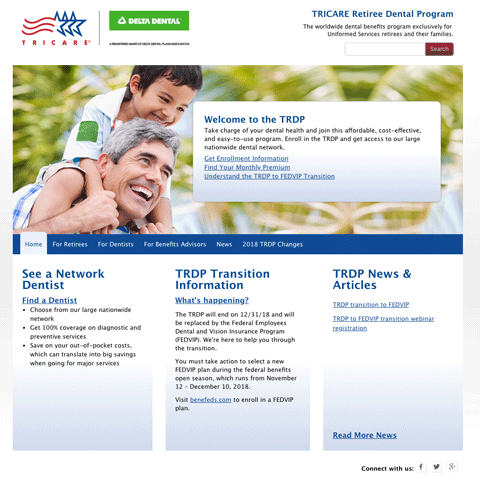 TRICARE
DELTA DENTAL
A REGISTERED MARK OF DELTA DENTAL PLANS ASSOCIATION
TRICARE Retiree Dental Program
The worldwide dental benefits program exclusively for
Uniformed Services retirees and their families.
Search
Welcome to the TRDP
Take charge of your dental health and join this affordable, cost-effective,
and easy-to-use program. Enroll in the TRDP and get access to our large
nationwide dental network.
Get Enrollment Information
Find Your Monthly Premium
Understand the TRDP to FEDVIP Transition
Home For Retirees For Dentists For Benefits Advisors News 2018 TRDP Changes
See a Network
Dentist
Find a Dentist
• Choose from our large nationwide
network
• Get 100% coverage on diagnostic and
preventive services
• Save on your out-of-pocket costs,
which can translate into big savings
when going for major services
TRDP Transition
Information
What's happening?
The TRDP will end on 12/31/18 and will
be replaced by the Federal Employees
Dental and Vision Insurance Program
(FEDVIP). We're here to help you through
the transition.
You must take action to select a new
FEDVIP plan during the federal benefits
open season, which runs from November
12 – December 10, 2018.
Visit benefeds.com to enroll in a FEDVIP
plan.
TRDP News &
Articles
TRDP transition to FEDVIP
TRDP to FEDVIP transition webinar
registration
Read More News
Connect with us: